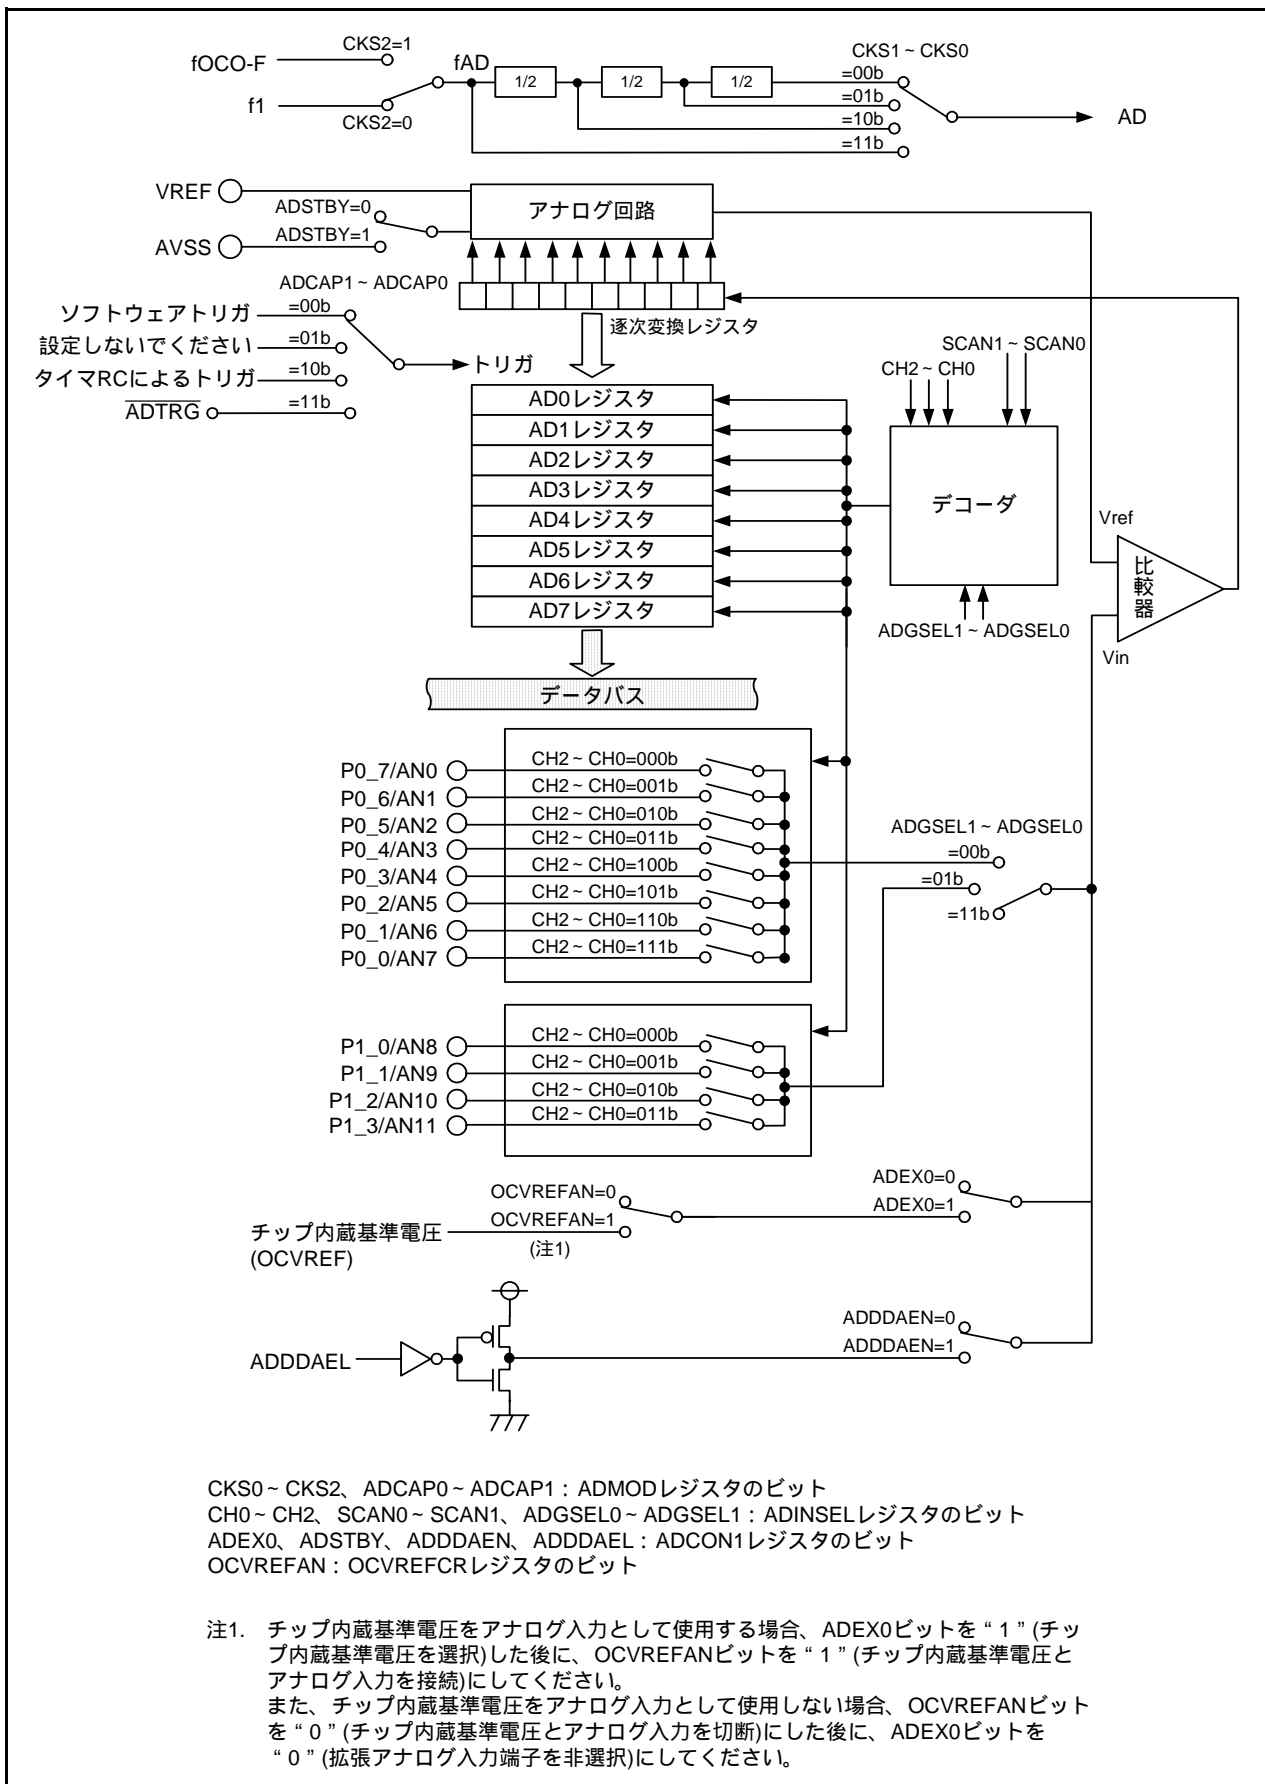 CKS2=1
fOCO-F
f1
CKS2=0
fAD
1/2
1/2
1/2
CKS1~CKS0
=00b
=01b
=10b
=11b
AD
VREF
AVSS
ADSTBY=0
ADSTBY=1
アナログ回路
ADCAP1~ADCAP0
ソフトウェアトリガ
=00b
設定しないでください
=01b
タイマRCによるトリガ
=10b
ADTRG
=11b
トリガ
逐次変換レジスタ
AD0レジスタ
AD1レジスタ
AD2レジスタ
AD3レジスタ
AD4レジスタ
AD5レジスタ
AD6レジスタ
AD7レジスタ
SCAN1~SCAN0
CH2~CH0
デコーダ
ADGSEL1~ADGSEL0
Vref
比較器
Vin
データバス
P0_7/AN0
CH2~CH0=000b
P0_6/AN1
CH2~CH0=001b
P0_5/AN2
CH2~CH0=010b
P0_4/AN3
CH2~CH0=011b
P0_3/AN4
CH2~CH0=100b
P0_2/AN5
CH2~CH0=101b
P0_1/AN6
CH2~CH0=110b
P0_0/AN7
CH2~CH0=111b
ADGSEL1~ADGSEL0
=00b
=01b
=11b
P1_0/AN8
CH2~CH0=000b
P1_1/AN9
CH2~CH0=001b
P1_2/AN10
CH2~CH0=010b
P1_3/AN11
CH2~CH0=011b
OCVREFAN=0
OCVREFAN=1
(注1)
チップ内蔵基準電圧
(OCVREF)
ADEX0=0
ADEX0=1
ADDDAEL
ADDDAEN=0
ADDDAEN=1
CKS0~CKS2、ADCAP0~ADCAP1:ADMODレジスタのビット
CH0~CH2、SCAN0~SCAN1、ADGSEL0~ADGSEL1:ADINSELレジスタのビット
ADEX0、ADSTBY、ADDDAEN、ADDDAEL:ADCON1レジスタのビット
OCVREFAN:OCVREFCRレジスタのビット
注1. チップ内蔵基準電圧をアナログ入力として使用する場合、ADEX0ビットを“1”(チッ
プ内蔵基準電圧を選択)した後に、OCVREFANビットを“1”(チップ内蔵基準電圧と
アナログ入力を接続)にしてください。
また、チップ内蔵基準電圧をアナログ入力として使用しない場合、OCVREFANビット
を“0”(チップ内蔵基準電圧とアナログ入力を切断)にした後に、ADEX0ビットを
“0”(拡張アナログ入力端子を非選択)にしてください。